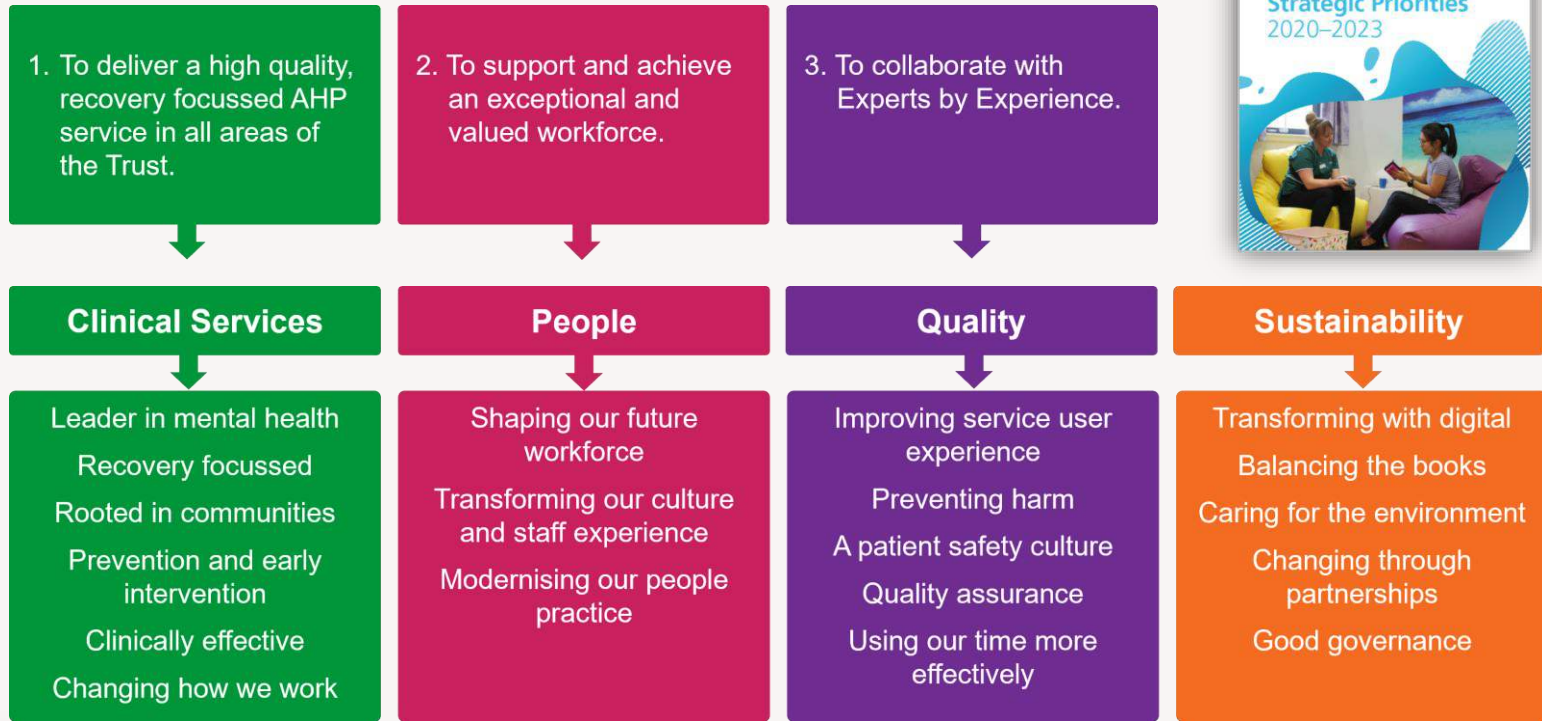 Strategic Priorities
2020–2023
1. To deliver a high quality,
recovery focussed AHP
service in all areas of
the Trust.
2. To support and achieve
an exceptional and
valued workforce.
3. To collaborate with
Experts by Experience.
Clinical Services
People
Quality
Sustainability
Leader in mental health
Recovery focussed
Rooted in communities
Prevention and early
intervention
Clinically effective
Changing how we work
Shaping our future
workforce
Transforming our culture
and staff experience
Modernising our people
practice
Improving service user
experience
Preventing harm
A patient safety culture
Quality assurance
Using our time more
effectively
Transforming with digital
Balancing the books
Caring for the environment
Changing through
partnerships
Good governance